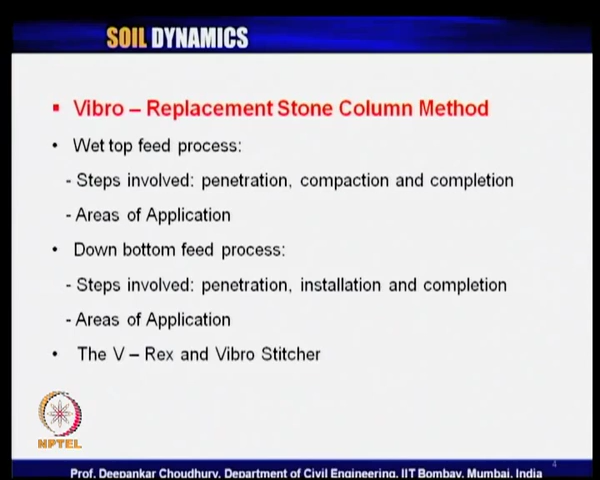 SOIL DYNAMICS
▪ Vibro – Replacement Stone Column Method
• Wet top feed process:
- Steps involved: penetration, compaction and completion
- Areas of Application
• Down bottom feed process:
- Steps involved: penetration, installation and completion
- Areas of Application
• The V – Rex and Vibro Stitcher
NPTEL
4
Prof. Deepankar Choudhury, Department of Civil Engineering, IIT Bombay, Mumbai, India